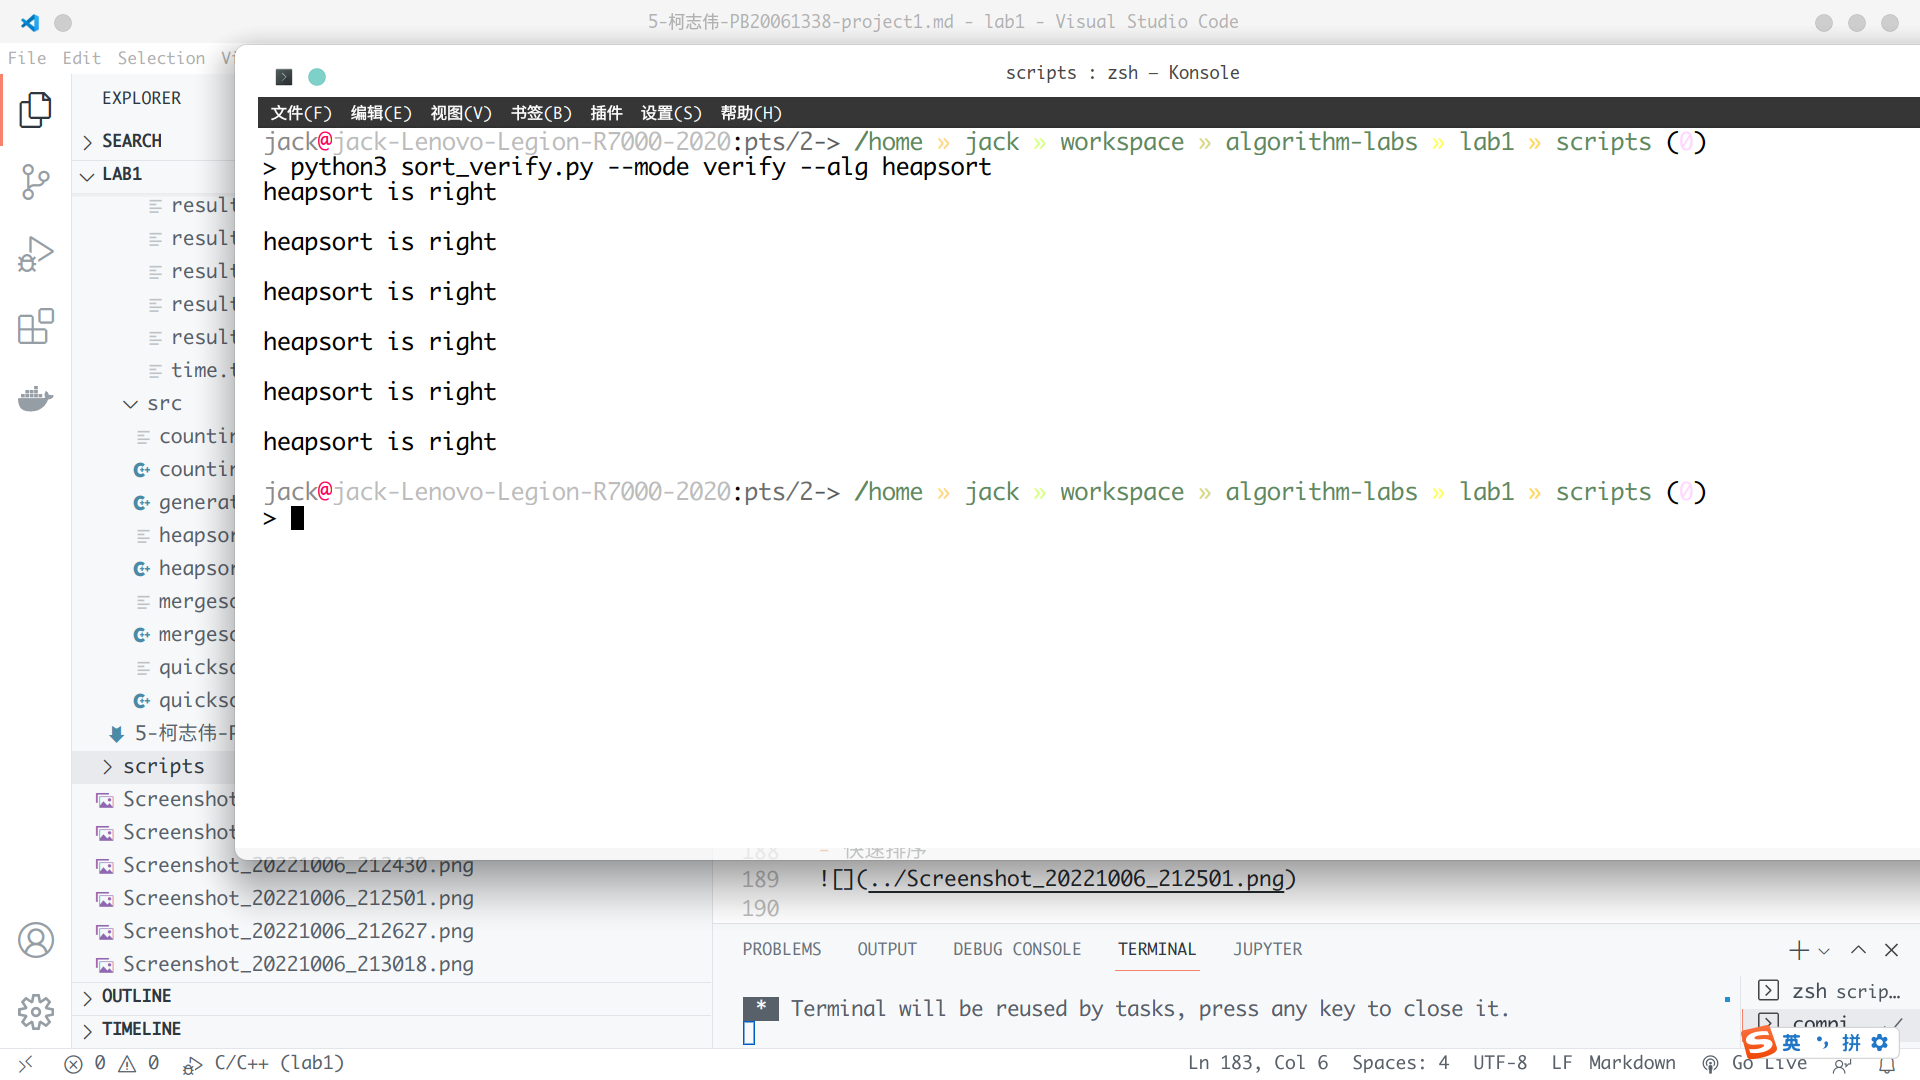 5-柯志伟-PB20061338-project1.md - lab1 - Visual Studio Code
File Edit Selection
scripts : zsh — Konsole
文件(F) 编辑(E) 视图(V) 书签(B) 插件 设置(S) 帮助(H)
jack@jack-Lenovo-Legion-R7000-2020:pts/2-> /home » jack » workspace » algorithm-labs » lab1 » scripts (0)
> python3 sort_verify.py --mode verify --alg heapsort
heapsort is right
heapsort is right
heapsort is right
heapsort is right
heapsort is right
heapsort is right
jack@jack-Lenovo-Legion-R7000-2020:pts/2-> /home » jack » workspace » algorithm-labs » lab1 » scripts (0)
>
EXPLORER
SEARCH
LAB1
result
result
result
result
result
time.t
src
countin
countin
generat
heapsor
heapsor
mergeso
mergeso
quickso
quickso
5-柯志伟-P
scripts
Screenshot
Screenshot
Screenshot_20221006_212430.png
Screenshot_20221006_212501.png
Screenshot_20221006_212627.png
Screenshot_20221006_213018.png
OUTLINE
TIMELINE
188 - 快速排序
189 ![](../Screenshot_20221006_212501.png)
190
PROBLEMS OUTPUT DEBUG CONSOLE TERMINAL JUPYTER
* Terminal will be reused by tasks, press any key to close it.
zsh scrip...
compi
英 拼
0 0 C/C++ (lab1)
Ln 183, Col 6 Spaces: 4 UTF-8 LF Markdown Go Live